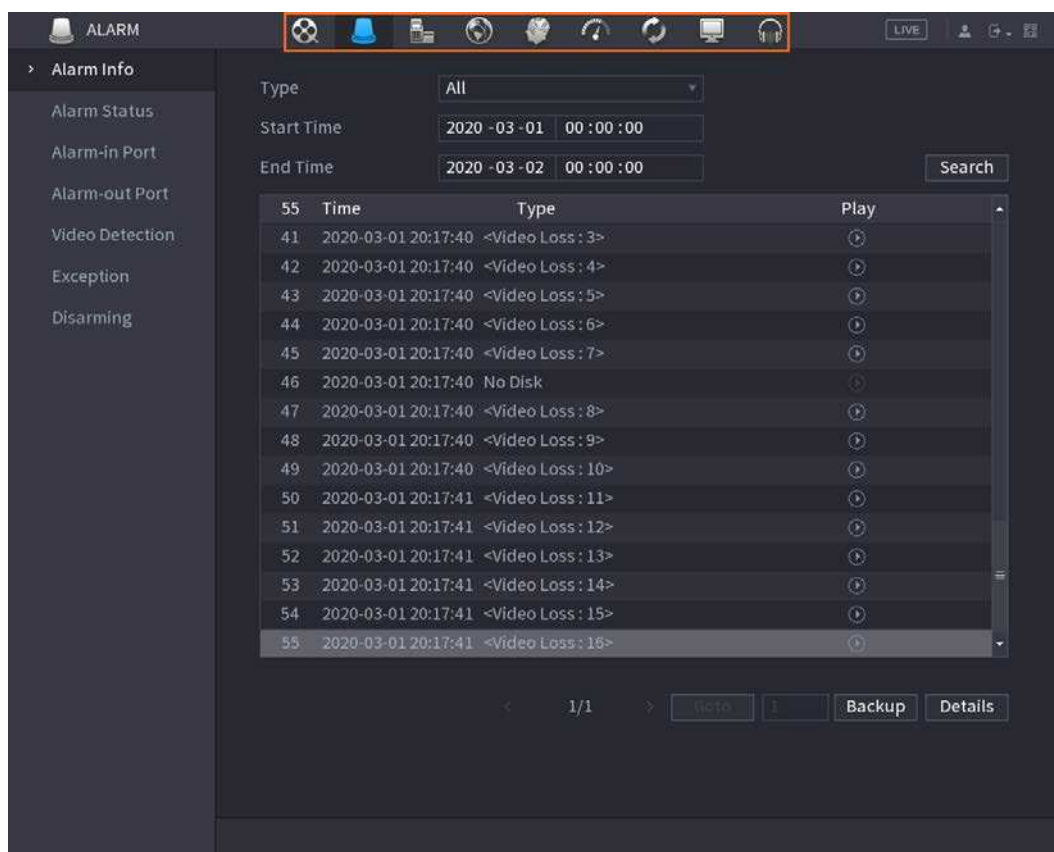 ALARM LIVE
Alarm Info
Alarm Status
Alarm-in Port
Alarm-out Port
Video Detection
Exception
Disarming
Type All
Start Time 2020 -03 -01 00 : 00 : 00
End Time 2020 -03 -02 00 : 00 : 00
Search
55 Time Type Play
41 2020-03-01 20:17:40 <Video Loss : 3>
42 2020-03-01 20:17:40 <Video Loss : 4>
43 2020-03-01 20:17:40 <Video Loss : 5>
44 2020-03-01 20:17:40 <Video Loss : 6>
45 2020-03-01 20:17:40 <Video Loss : 7>
46 2020-03-01 20:17:40 No Disk
47 2020-03-01 20:17:40 <Video Loss : 8>
48 2020-03-01 20:17:40 <Video Loss : 9>
49 2020-03-01 20:17:40 <Video Loss : 10>
50 2020-03-01 20:17:41 <Video Loss : 11>
51 2020-03-01 20:17:41 <Video Loss : 12>
52 2020-03-01 20:17:41 <Video Loss : 13>
53 2020-03-01 20:17:41 <Video Loss : 14>
54 2020-03-01 20:17:41 <Video Loss : 15>
55 2020-03-01 20:17:41 <Video Loss : 16>
< 1/1 > Goto 1 Backup Details